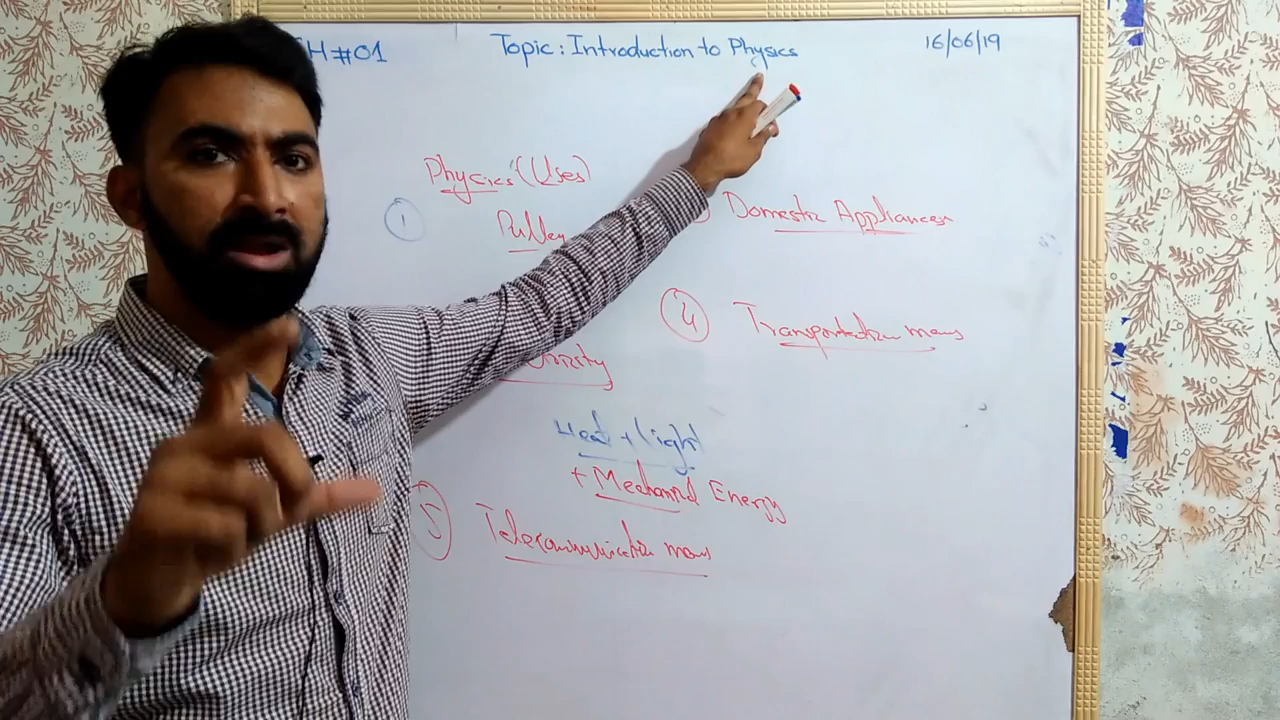 H #01
Topic: Introduction to Physics
16/06/19
Physics (Uses)
① Pulley
Domestic Appliances
④ Transportation means
Heat + light
+ Mechanical Energy
⑤ Telecommunication means